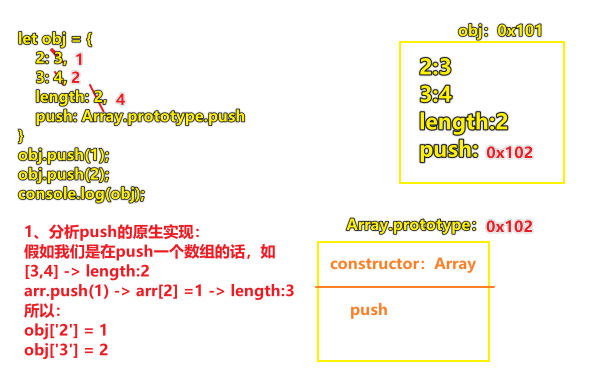 let obj = {
2: 3, 1
3: 4, 2
length: 2, 4
push: Array.prototype.push
}
obj.push(1);
obj.push(2);
console.log(obj);
1、分析push的原生实现：
假如我们是在push一个数组的话，如
[3,4] -> length:2
arr.push(1) -> arr[2] =1 -> length:3
所以：
obj['2'] = 1
obj['3'] = 2
obj：0x101
2:3
3:4
length:2
push: 0x102
Array.prototype：0x102
constructor：Array
push